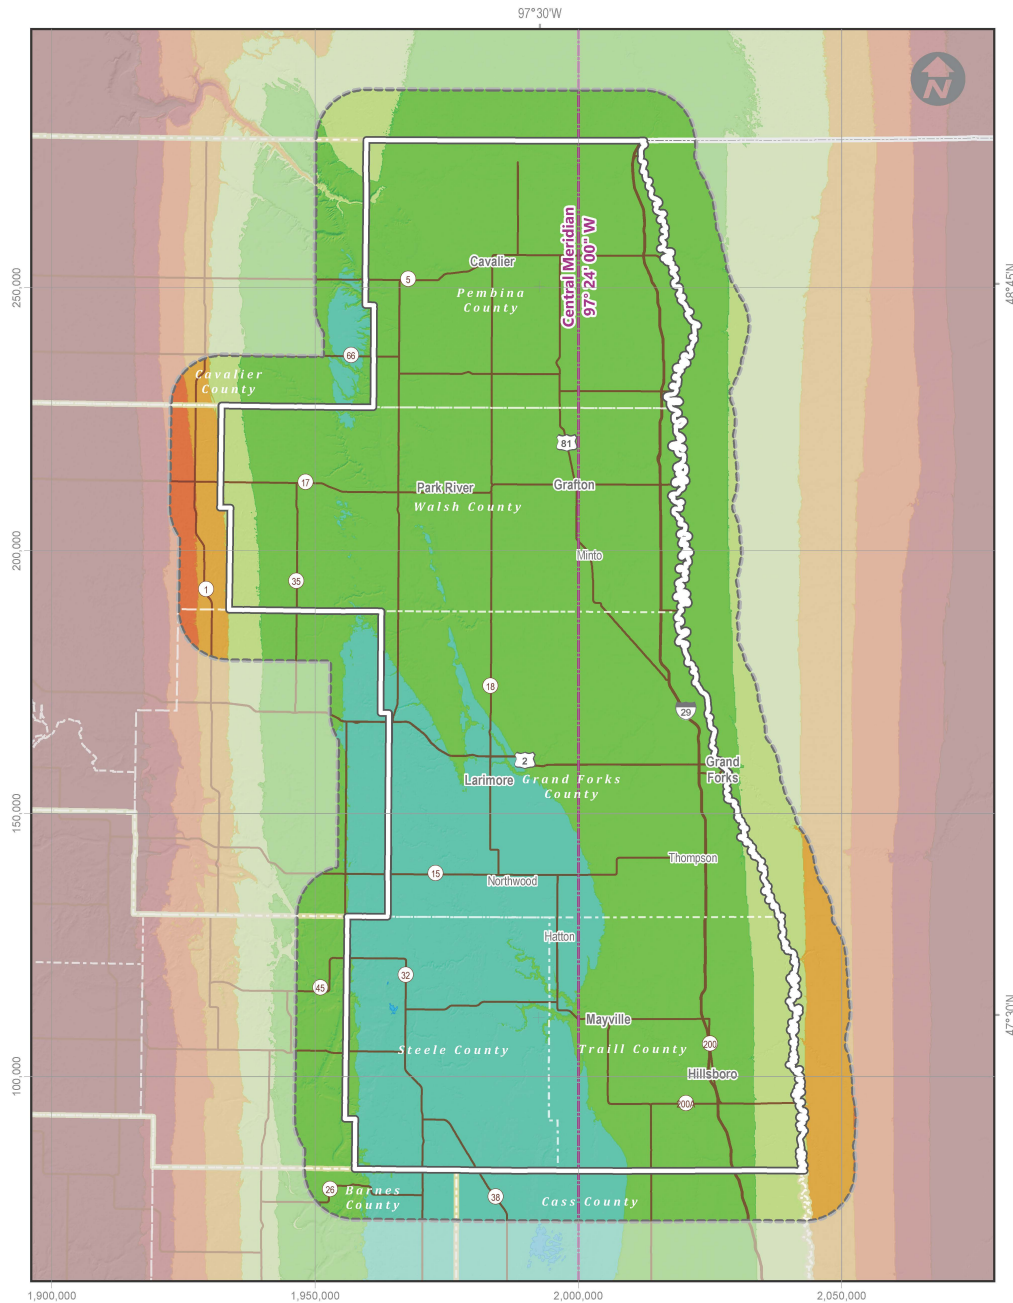 97°30'W
N
Central Meridian
97° 24' 00" W
Cavalier
5
Pembina
County
250,000
48°45'N
66
Cavalier
County
81
17
Park River
Grafton
Walsh County
200,000
Minto
35
1
18
29
2
Grand
Forks
Larimore
Grand Forks
County
150,000
Thompson
15
Northwood
Hatton
32
45
47°30'N
Mayville
200
Steele County
Traill County
100,000
Hillsboro
200A
26
Barnes
County
38
Cass County
1,900,000
1,950,000
2,000,000
2,050,000